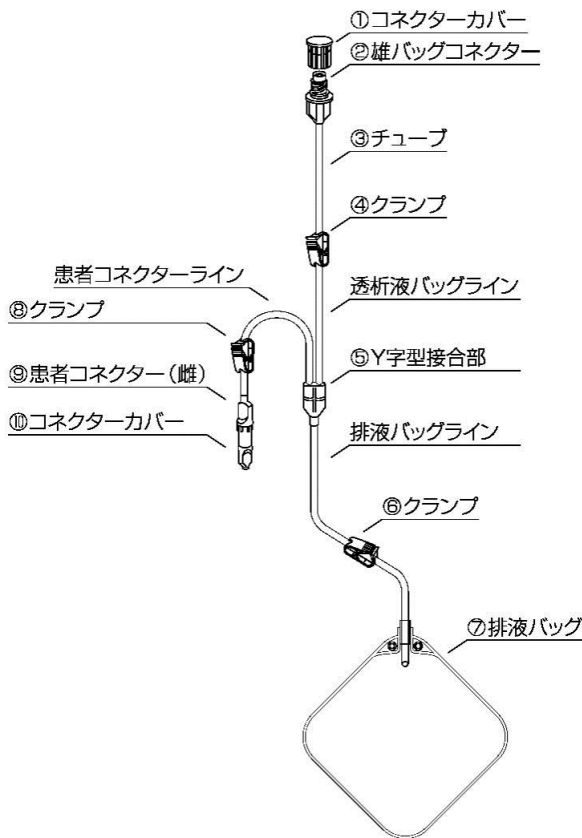 ①コネクターカバー
②雄バッグコネクター
③チューブ
④クランプ
患者コネクターライン
透析液バッグライン
⑧クランプ
⑤Y字型接合部
⑨患者コネクター(雌)
⑩コネクターカバー
排液バッグライン
⑥クランプ
⑦排液バッグ